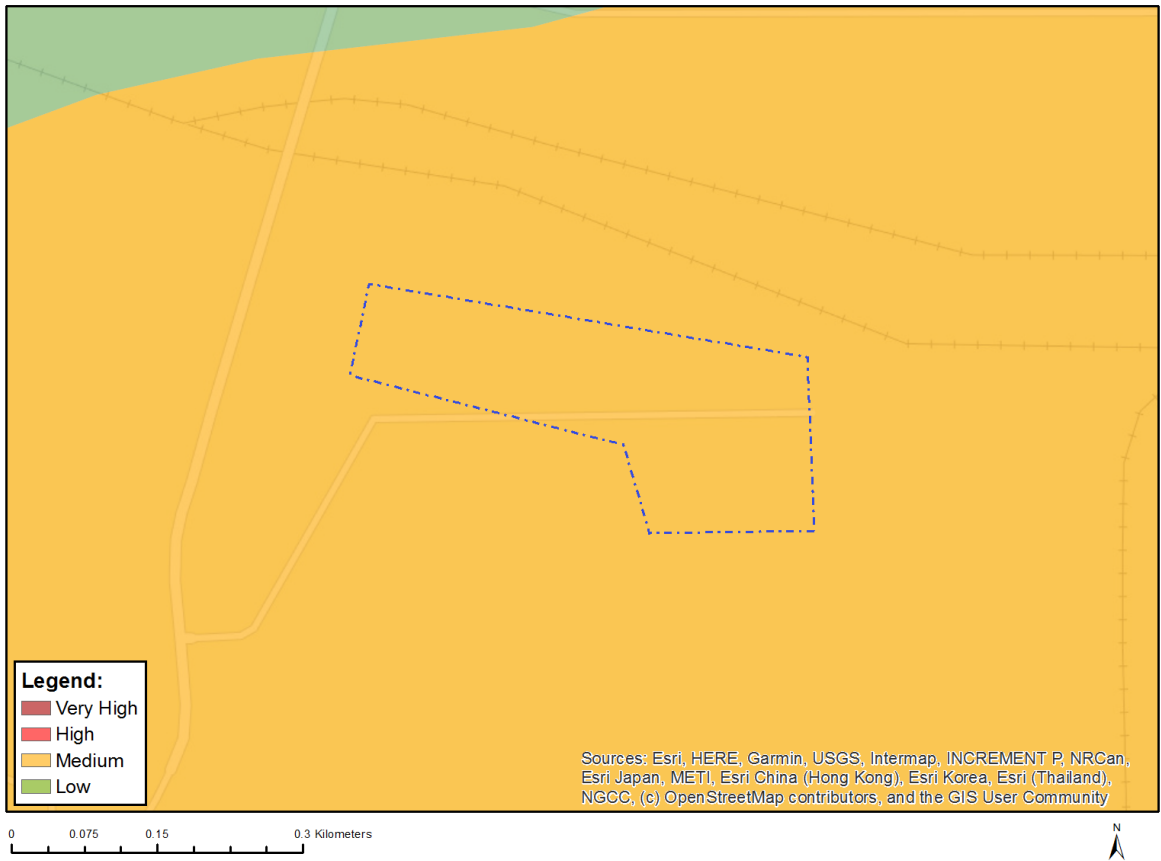 Legend:
Very High
High
Medium
Low
Sources: Esri, HERE, Garmin, USGS, Intermap, INCREMENT P, NRCan,
Esri Japan, METI, Esri China (Hong Kong), Esri Korea, Esri (Thailand),
NGCC, (c) OpenStreetMap contributors, and the GIS User Community
0 0.075 0.15 0.3 Kilometers
N